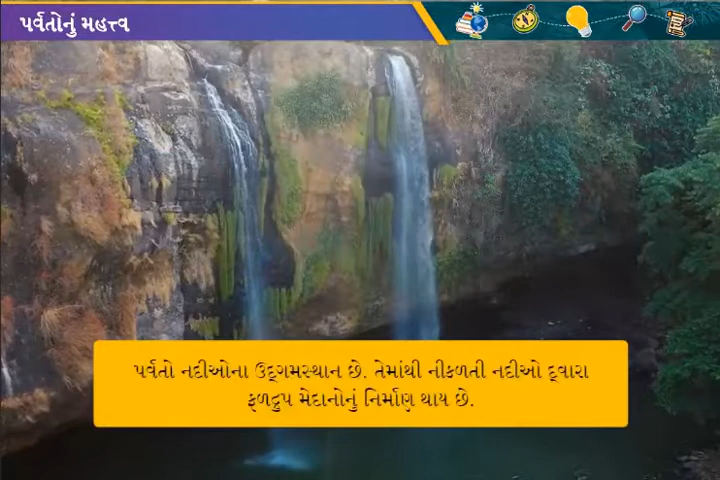 પર્વતોનું મહત્ત્વ
પર્વતો નદીઓના ઉદ્‌ગમસ્થાન છે. તેમાંથી નીકળતી નદીઓ દ્‌વારા
ફળદ્રુપ મેદાનોનું નિર્માણ થાય છે.